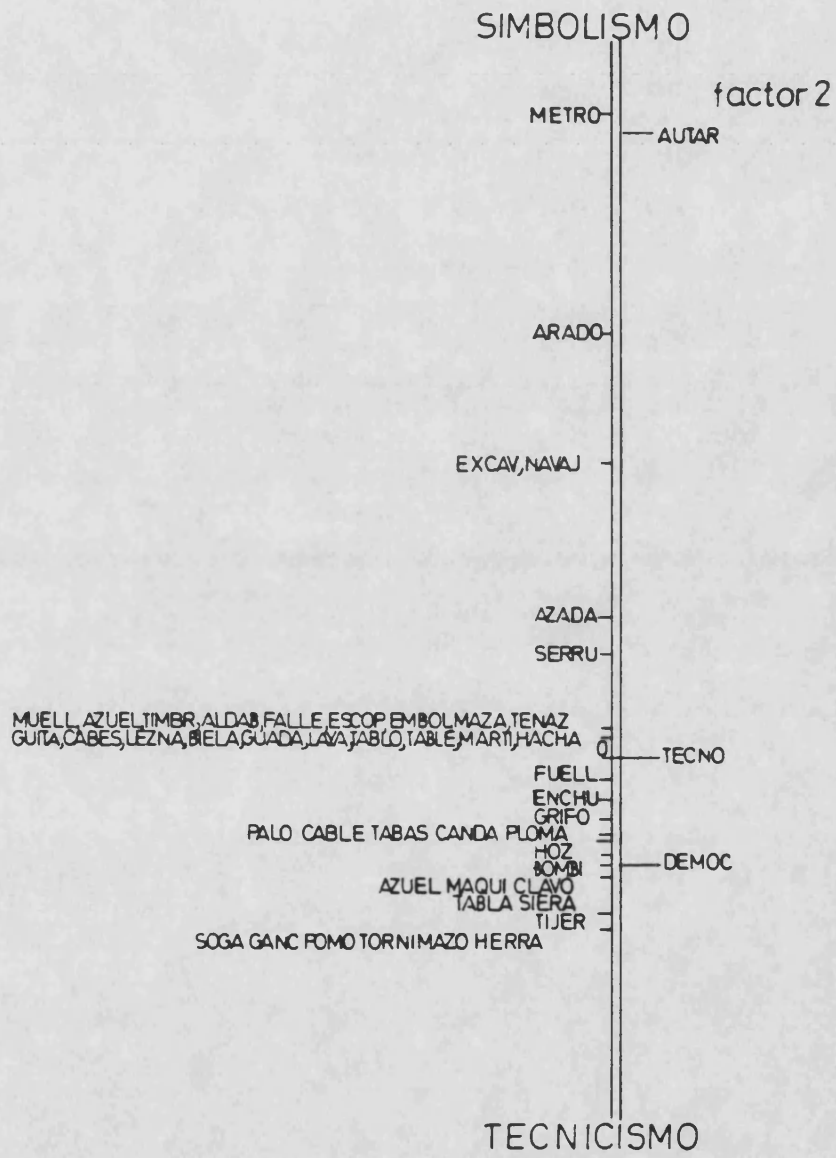 SIMBOLISMO
factor 2
METRO
AUTAR
ARADO
EXCAV,NAVAJ
AZADA
SERRU
MUELL,AZUEL,TIMBR,ALDAB,FALLE,ESCOP EMBOL,MAZA,TENAZ
GUITA,CABES,LEZNA,BIELA,GUADA,LAVA,TABLO,TABLE,MARTI,HACHA
0
TECNO
FUELL
ENCHU
GRIFO
PALO CABLE TABAS CANDA PLOMA
HOZ
BOMBI
DEMOC
AZUEL MAQUI CLAVO
TABLA SIERA
TIJER
SOGA GANC POMO TORNI MAZO HERRA
TECNICISMO